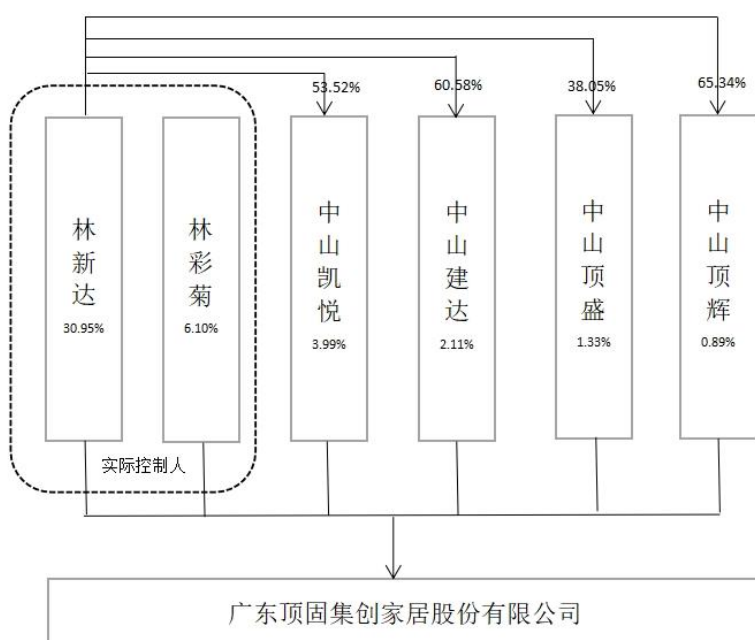 53.52%
60.58%
38.05%
65.34%
林新达
30.95%
林彩菊
6.10%
中山凯悦
3.99%
中山建达
2.11%
中山顶盛
1.33%
中山顶辉
0.89%
实际控制人
广东顶固集创家居股份有限公司